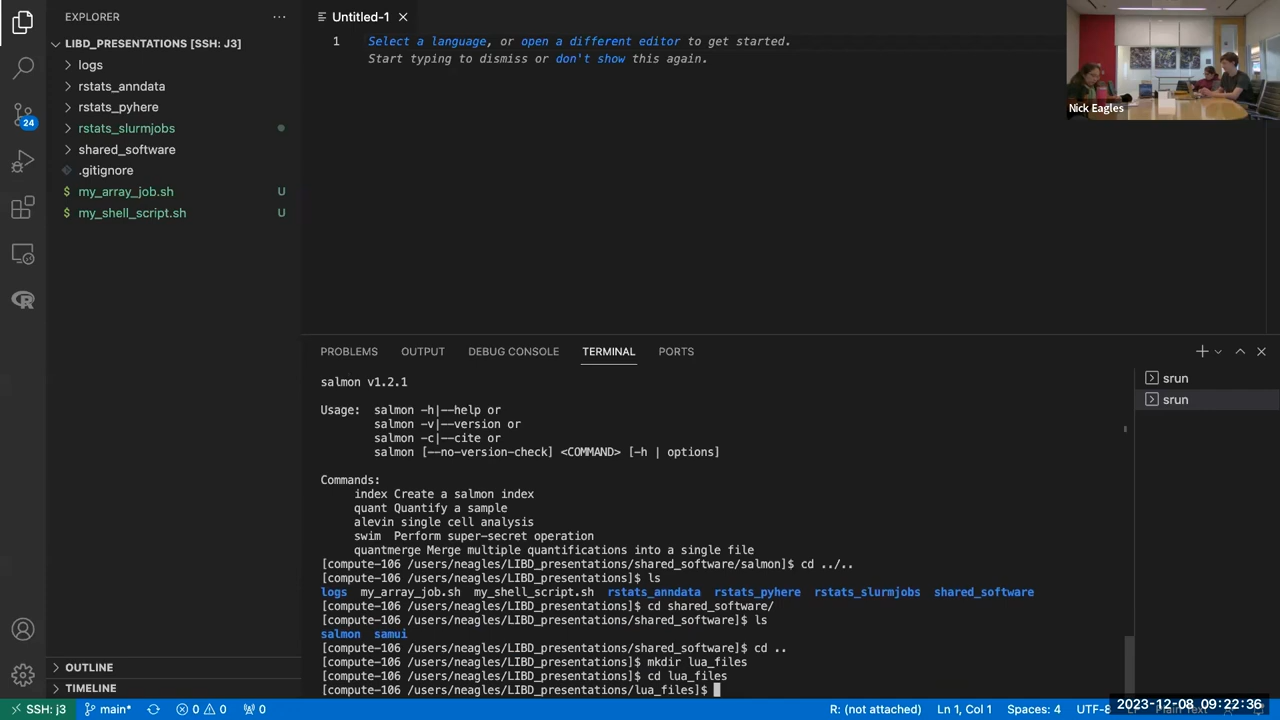 EXPLORER
LIBD_PRESENTATIONS [SSH: J3]
logs
rstats_anndata
rstats_pyhere
rstats_slurmjobs
shared_software
.gitignore
$ my_array_job.sh U
$ my_shell_script.sh U
24
OUTLINE
TIMELINE
Untitled-1
1 Select a language, or open a different editor to get started.
Start typing to dismiss or don't show this again.
Nick Eagles
PROBLEMS OUTPUT DEBUG CONSOLE TERMINAL PORTS
srun
srun
salmon v1.2.1
Usage:  salmon -h|--help or
salmon -v|--version or
salmon -c|--cite or
salmon [--no-version-check] <COMMAND> [-h | options]
Commands:
index Create a salmon index
quant Quantify a sample
alevin single cell analysis
swim  Perform super-secret operation
quantmerge Merge multiple quantifications into a single file
[compute-106 /users/neagles/LIBD_presentations/shared_software/salmon]$ cd ../..
[compute-106 /users/neagles/LIBD_presentations]$ ls
logs  my_array_job.sh  my_shell_script.sh  rstats_anndata  rstats_pyhere  rstats_slurmjobs  shared_software
[compute-106 /users/neagles/LIBD_presentations]$ cd shared_software/
[compute-106 /users/neagles/LIBD_presentations/shared_software]$ ls
salmon  samui
[compute-106 /users/neagles/LIBD_presentations/shared_software]$ cd ..
[compute-106 /users/neagles/LIBD_presentations]$ mkdir lua_files
[compute-106 /users/neagles/LIBD_presentations]$ cd lua_files
[compute-106 /users/neagles/LIBD_presentations/lua_files]$
SSH: j3 main* 0 0 0 R: (not attached) Ln 1, Col 1 Spaces: 4 UTF-8 LF Plain Text
2023-12-08 09:22:36